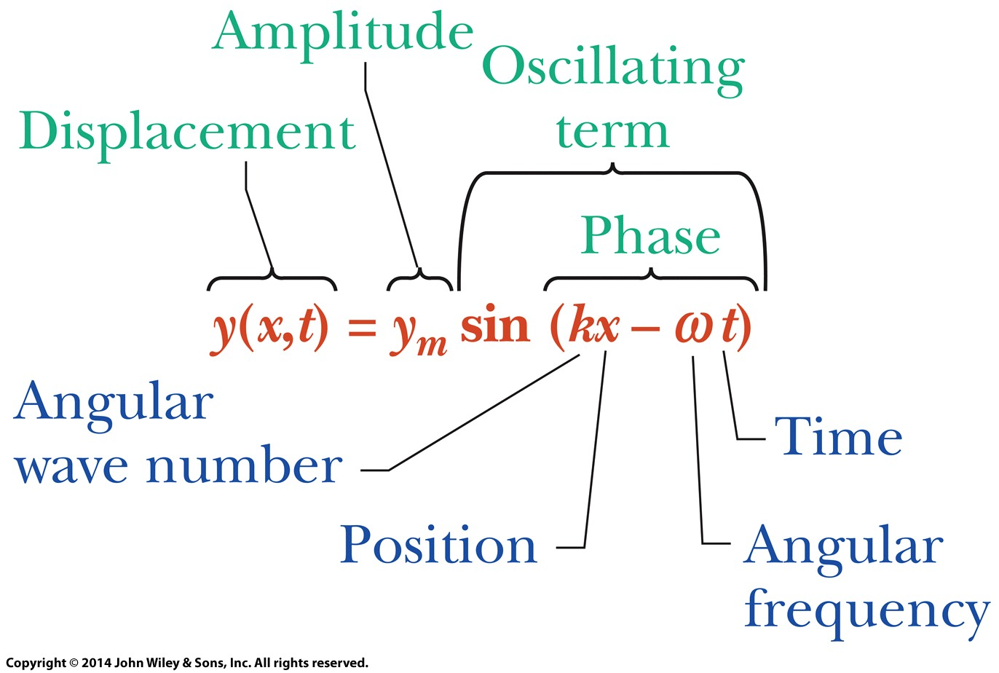 Amplitude
Oscillating
term
Displacement
Phase
y(x,t) = yₘ sin (kx – ω t)
Angular
wave number
Time
Position
Angular
frequency
Copyright © 2014 John Wiley & Sons, Inc. All rights reserved.